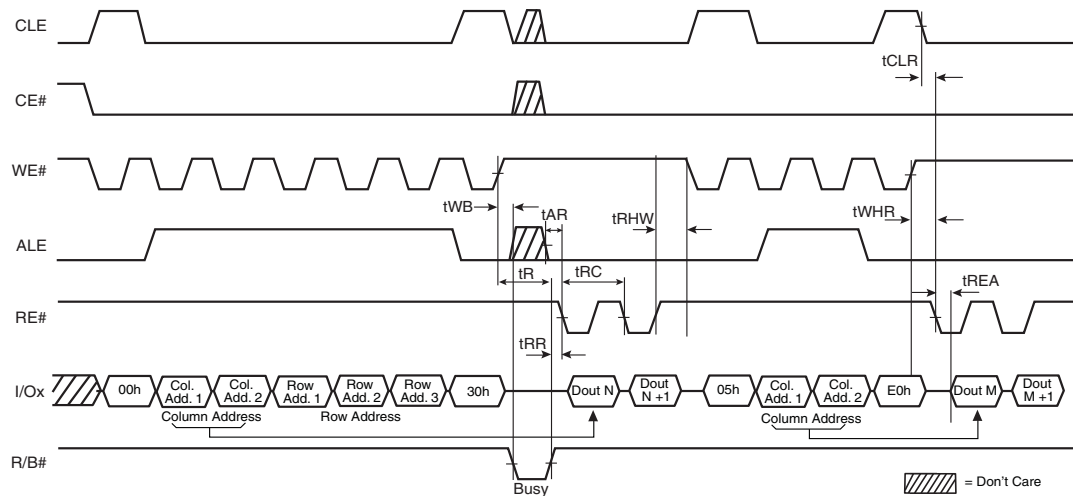 CLE
tCLR
CE#
WE#
tWB
tAR
tRHW
tWHR
ALE
tR
tRC
tREA
RE#
tRR
I/Ox
00h
Col. Add. 1
Col. Add. 2
Row Add. 1
Row Add. 2
Row Add. 3
30h
Dout N
Dout N +1
05h
Col. Add. 1
Col. Add. 2
E0h
Dout M
Dout M +1
Column Address
Row Address
Column Address
R/B#
Busy
= Don't Care